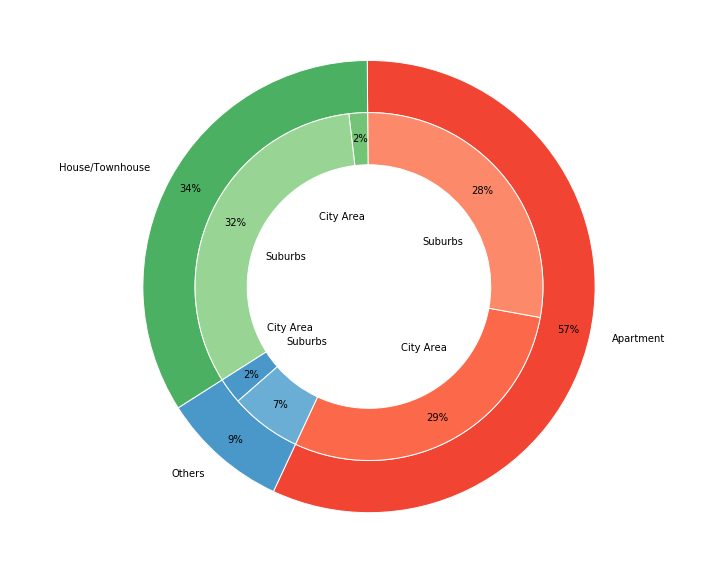 2%
House/Townhouse
34%
28%
City Area
32%
Suburbs
Suburbs
City Area
57%
Suburbs
Apartment
City Area
2%
7%
29%
9%
Others